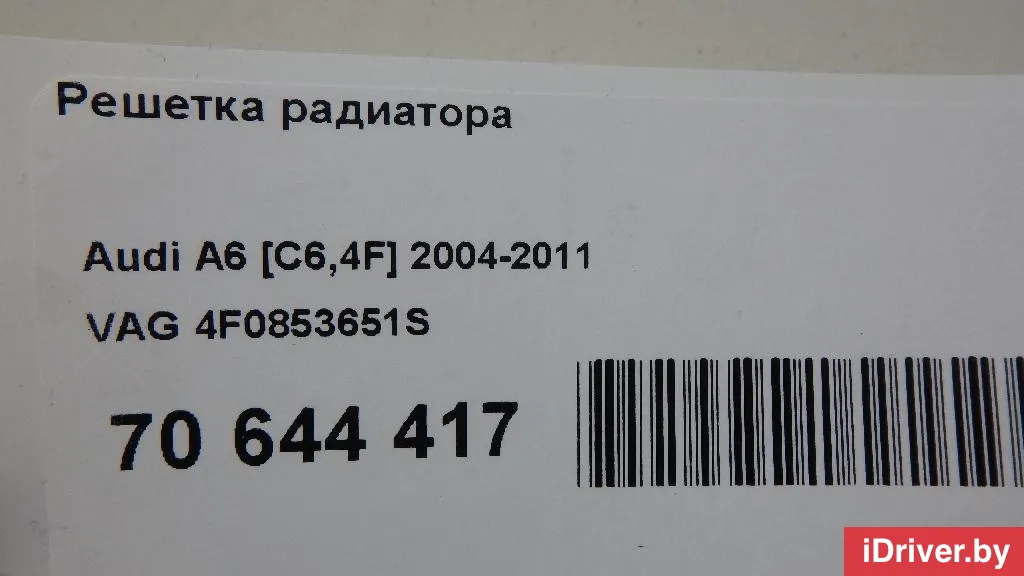 Решетка радиатора
Audi A6 [C6,4F] 2004-2011
VAG 4F0853651S
70 644 417
iDriver.by